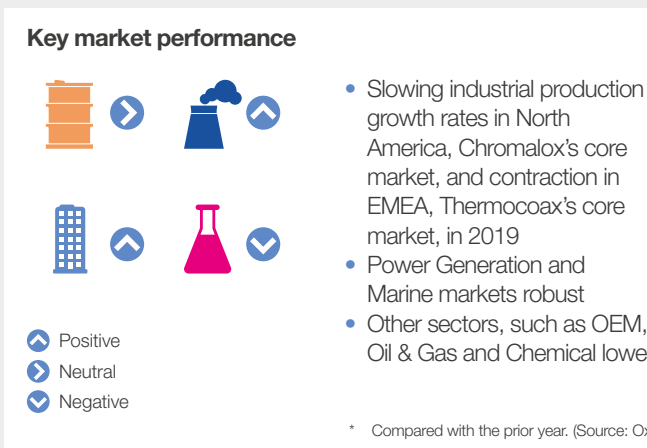 Key market performance
• Slowing industrial production
growth rates in North
America, Chromalox’s core
market, and contraction in
EMEA, Thermocoax’s core
market, in 2019
• Power Generation and
Marine markets robust
• Other sectors, such as OEM,
Oil & Gas and Chemical
Positive
Neutral
Negative
* Compared with the prior year. (Source: